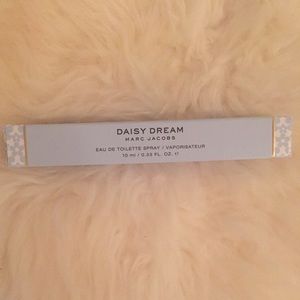 DAISY DREAM
MARC JACOBS
EAU DE TOILETTE SPRAY / VAPORISATEUR
10 ml / 0.33 FL. OZ. ℮